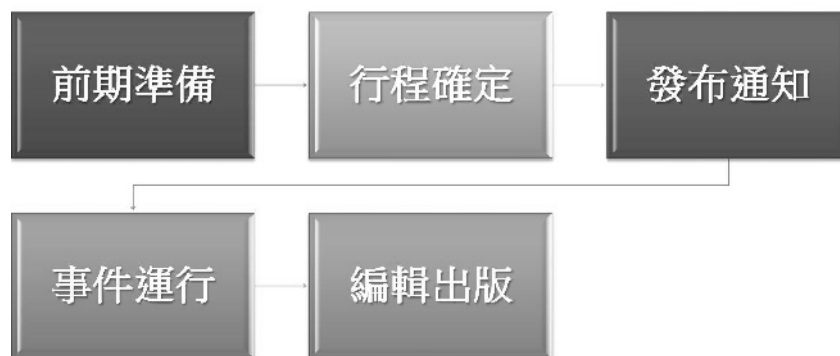 前期準備
行程確定
發布通知
事件運行
編輯出版